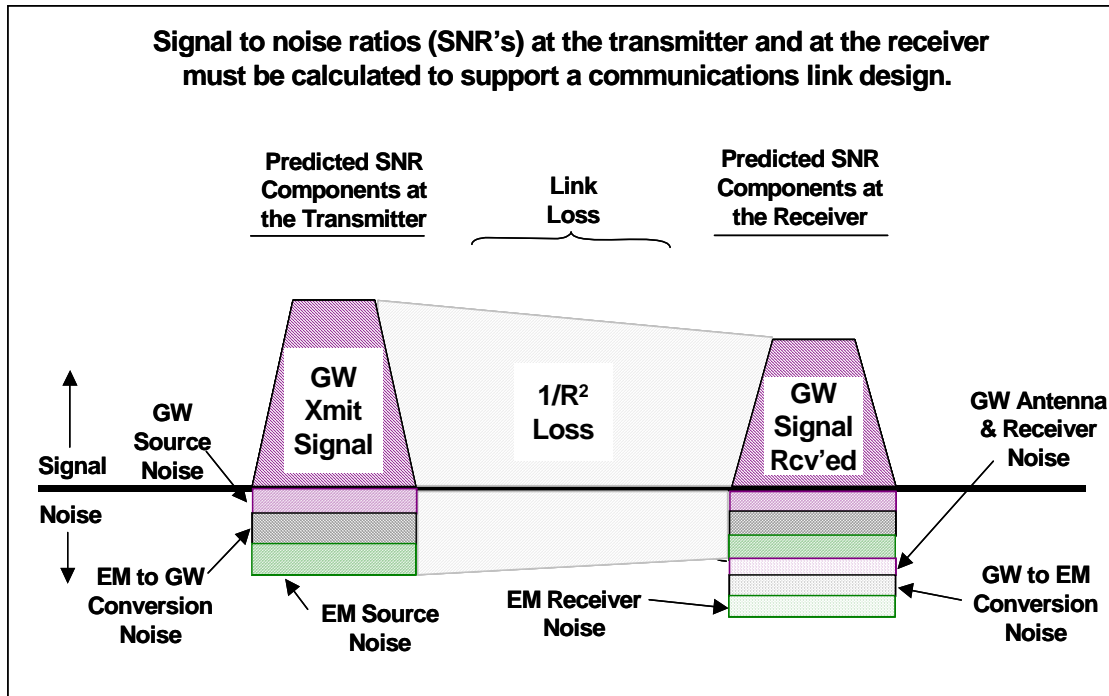 Signal to noise ratios (SNR's) at the transmitter and at the receiver
must be calculated to support a communications link design.
Predicted SNR
Components at
the Transmitter
Link
Loss
Predicted SNR
Components at
the Receiver
GW
Xmit
Signal
1/R²
Loss
GW
Signal
Rcv'ed
GW
Source
Noise
GW Antenna
& Receiver
Noise
Signal
Noise
EM to GW
Conversion
Noise
EM Source
Noise
EM Receiver
Noise
GW to EM
Conversion
Noise